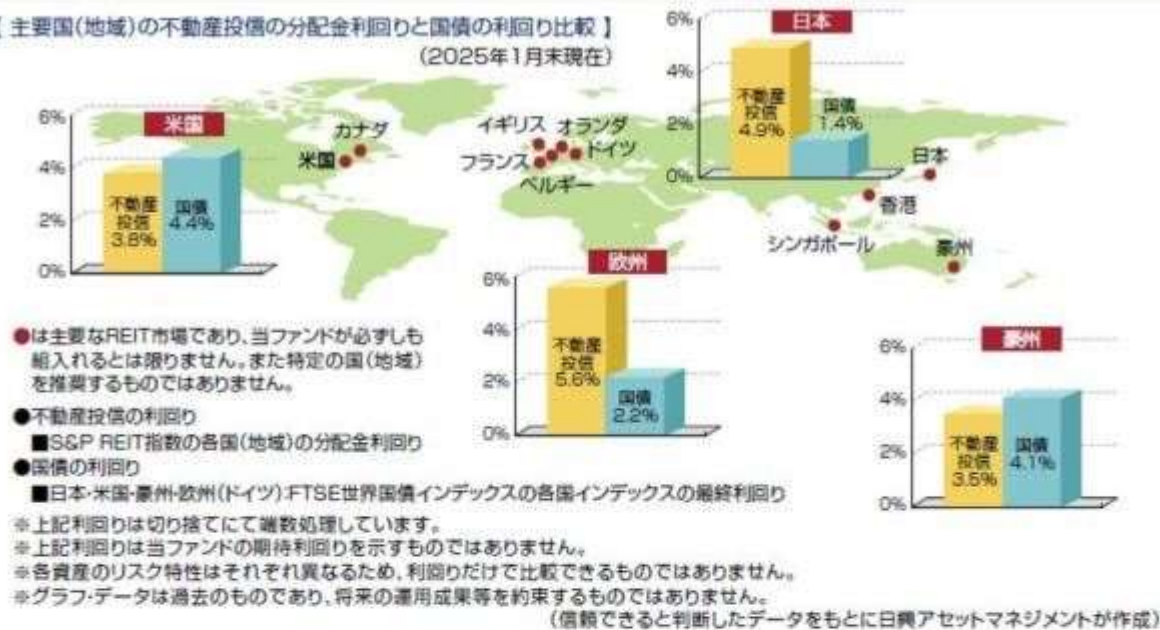 【 主要国(地域)の不動産投信の分配金利回りと国債の利回り比較 】
(2025年1月末現在)
米国
6%
4%
2%
0%
不動産
投信
3.8%
国債
4.4%
カナダ
米国
イギリス
オランダ
フランス
ドイツ
ベルギー
日本
6%
4%
2%
0%
不動産
投信
4.9%
国債
1.4%
日本
香港
シンガポール
豪州
欧州
6%
4%
2%
0%
不動産
投信
5.6%
国債
2.2%
豪州
6%
4%
2%
0%
不動産
投信
3.5%
国債
4.1%
●は主要なREIT市場であり、当ファンドが必ずしも
組入れるとは限りません。また特定の国(地域)
を推奨するものではありません。
●不動産投信の利回り
■S&P REIT指数の各国(地域)の分配金利回り
●国債の利回り
■日本・米国・豪州・欧州(ドイツ):FTSE世界国債インデックスの各国インデックスの最終利回り
※上記利回りは切り捨てにて端数処理しています。
※上記利回りは当ファンドの期待利回りを示すものではありません。
※各資産のリスク特性はそれぞれ異なるため、利回りだけで比較できるものではありません。
※グラフ・データは過去のものであり、将来の運用成果等を約束するものではありません。
(信頼できると判断したデータをもとに日興アセットマネジメントが作成)